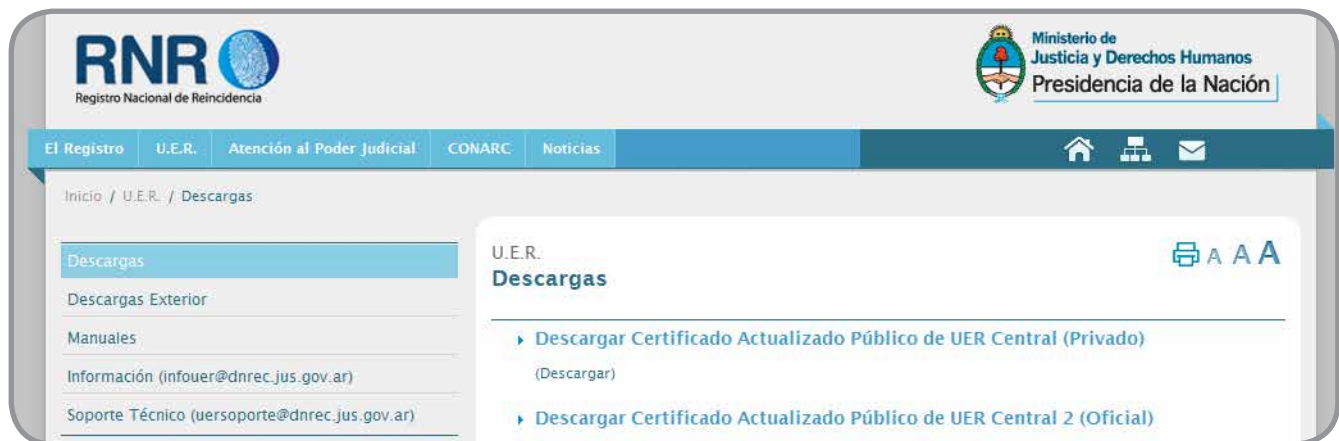 RNR
Registro Nacional de Reincidencia
Ministerio de
Justicia y Derechos Humanos
Presidencia de la Nación
El Registro U.E.R. Atención al Poder Judicial CONARC Noticias
Inicio / U.E.R. / Descargas
Descargas
Descargas Exterior
Manuales
Información (infouer@dnrec.jus.gov.ar)
Soporte Técnico (uersoporte@dnrec.jus.gov.ar)
U.E.R.
A A A
Descargas
Descargar Certificado Actualizado Público de UER Central (Privado)
(Descargar)
Descargar Certificado Actualizado Público de UER Central 2 (Oficial)